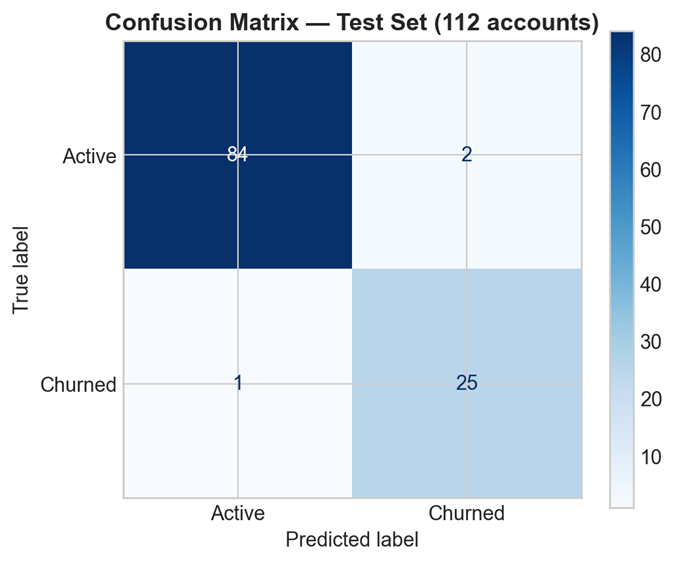 Confusion Matrix — Test Set (112 accounts)
Active
84
2
Churned
1
25
Active
Churned
Predicted label
True label
80
70
60
50
40
30
20
10